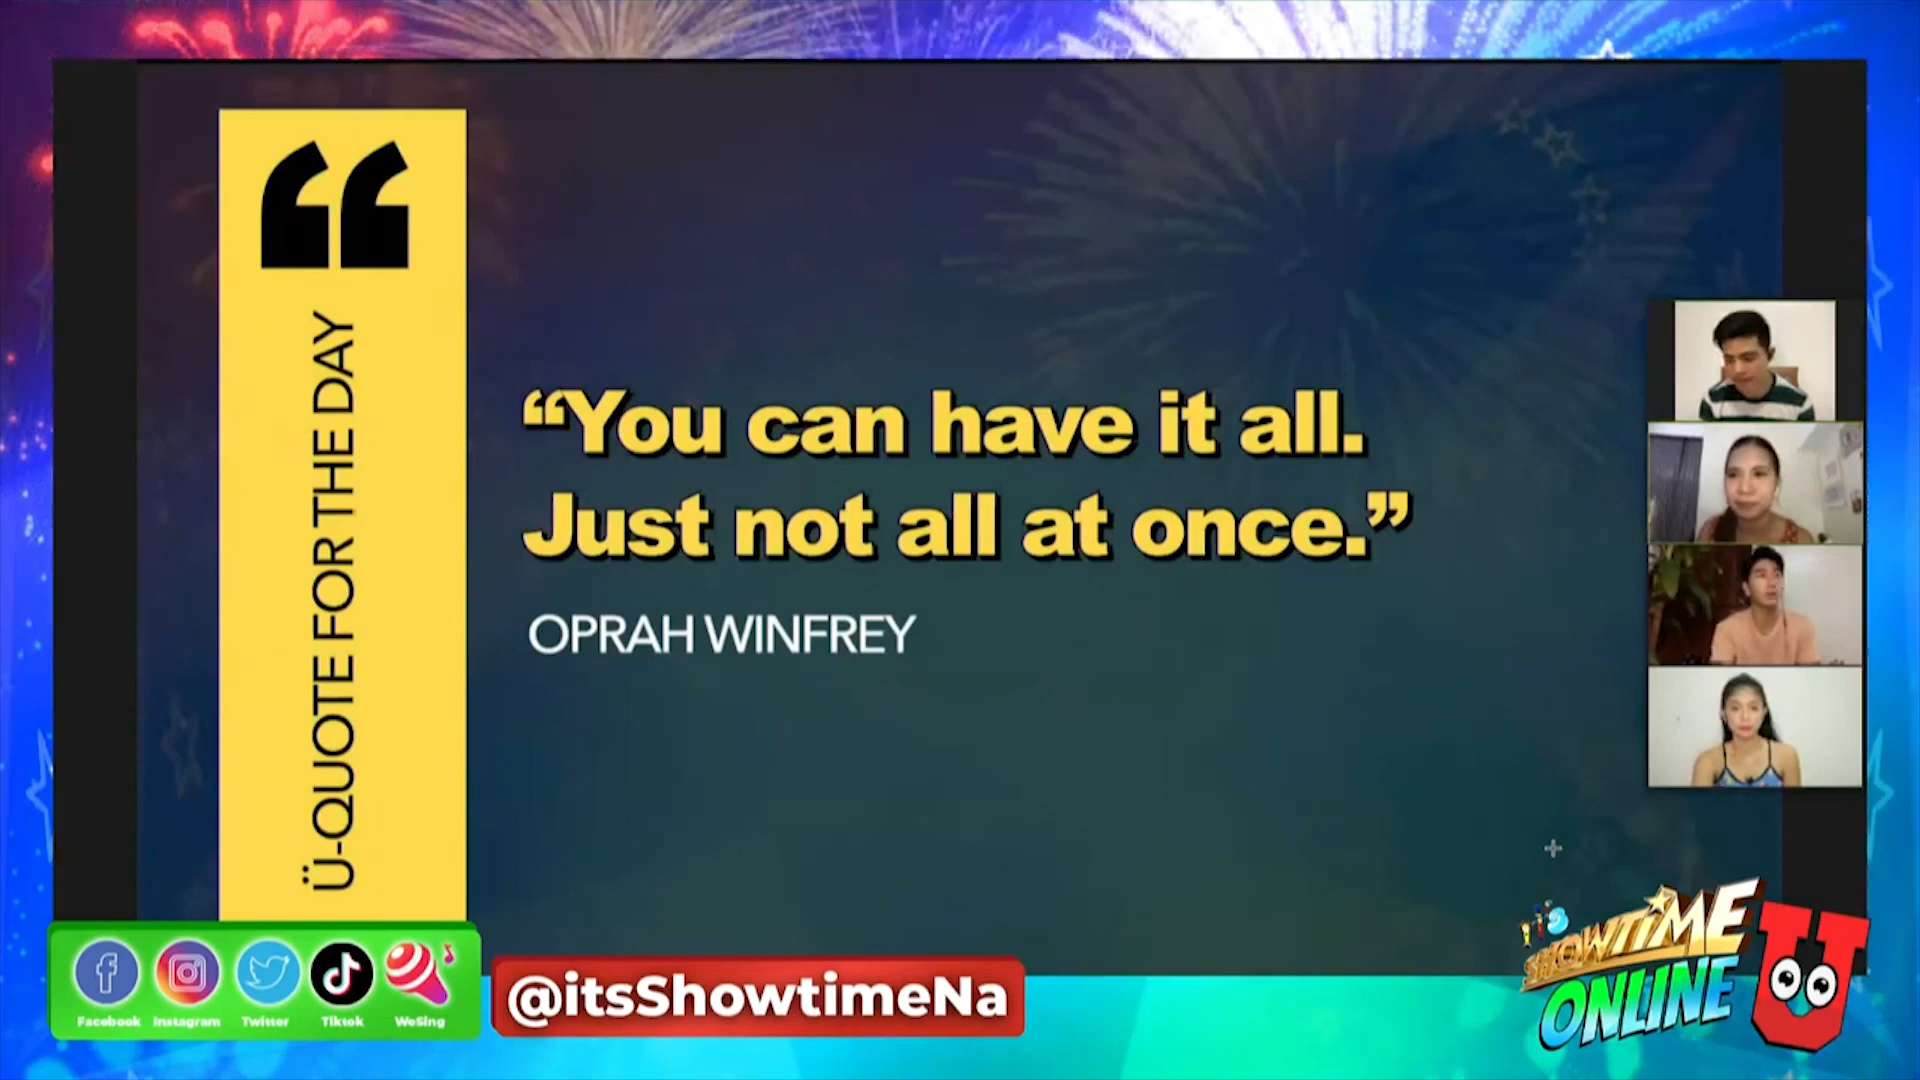 Ü-QUOTE FOR THE DAY
“You can have it all.
Just not all at once.”
OPRAH WINFREY
Facebook Instagram Twitter Tiktok WeSing
@itsShowtimeNa
iT'S
SHOWTiME
ONLINE U